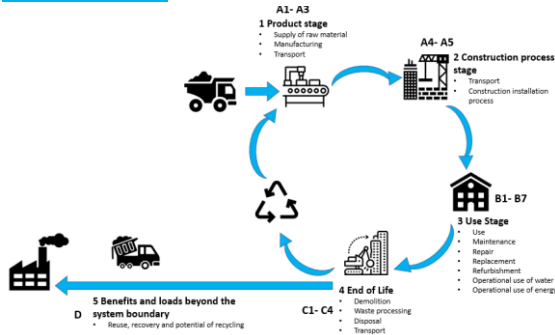 A1- A3
1 Product stage
• Supply of raw material
• Manufacturing
• Transport
A4- A5
2 Construction process
stage
• Transport
• Construction installation
process
B1- B7
3 Use Stage
• Use
• Maintenance
• Repair
• Replacement
• Refurbishment
• Operational use of water
• Operational use of energy
4 End of Life
C1- C4
• Demolition
• Waste processing
• Disposal
• Transport
5 Benefits and loads beyond the
system boundary
D
• Reuse, recovery and potential of recycling